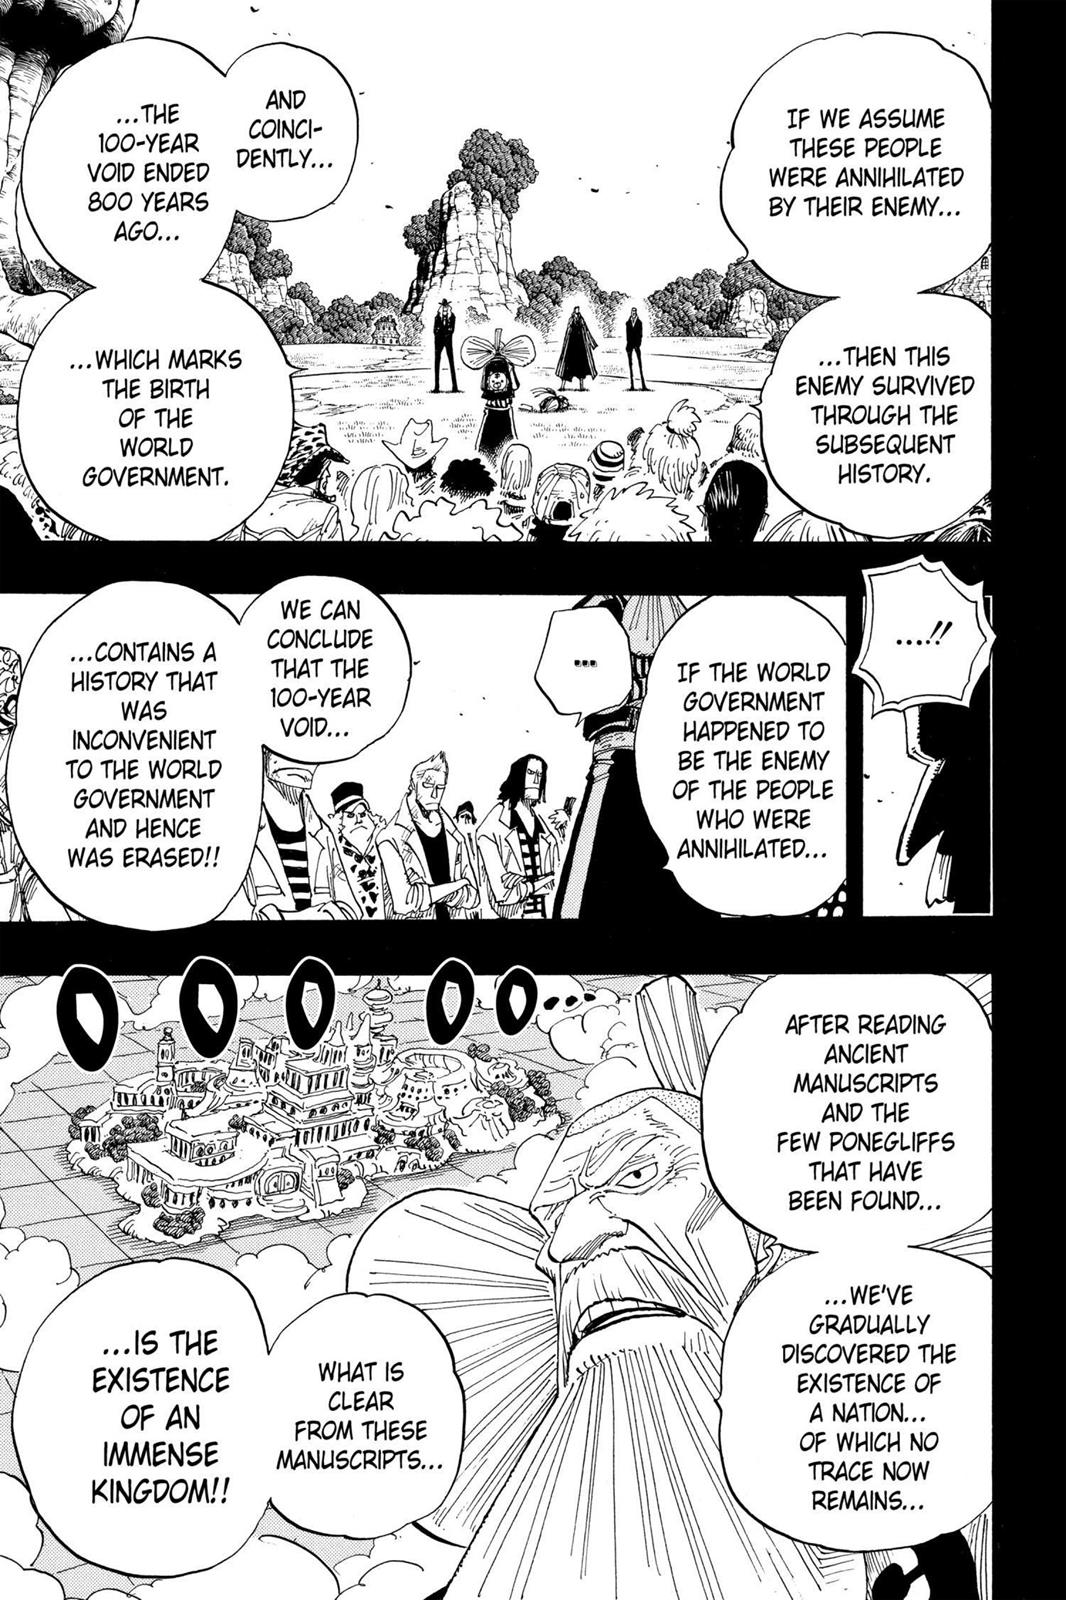 IF WE ASSUME
THESE PEOPLE
WERE ANNIHILATED
BY THEIR ENEMY...
...THEN THIS
ENEMY SURVIVED
THROUGH THE
SUBSEQUENT
HISTORY.
AND
COINCI-
DENTLY...
...THE
100-YEAR
VOID ENDED
800 YEARS
AGO...
...WHICH MARKS
THE BIRTH
OF THE
WORLD
GOVERNMENT.
...!!
IF THE WORLD
GOVERNMENT
HAPPENED TO
BE THE ENEMY
OF THE PEOPLE
WHO WERE
ANNIHILATED...
...
WE CAN
CONCLUDE
THAT THE
100-YEAR
VOID...
...CONTAINS A
HISTORY THAT
WAS
INCONVENIENT
TO THE WORLD
GOVERNMENT
AND HENCE
WAS ERASED!!
AFTER READING
ANCIENT
MANUSCRIPTS
AND THE
FEW PONEGLIFFS
THAT HAVE
BEEN FOUND...
...WE'VE
GRADUALLY
DISCOVERED THE
EXISTENCE OF
A NATION...
OF WHICH NO
TRACE NOW
REMAINS...
WHAT IS
CLEAR
FROM THESE
MANUSCRIPTS...
...IS THE
EXISTENCE
OF AN
IMMENSE
KINGDOM!!